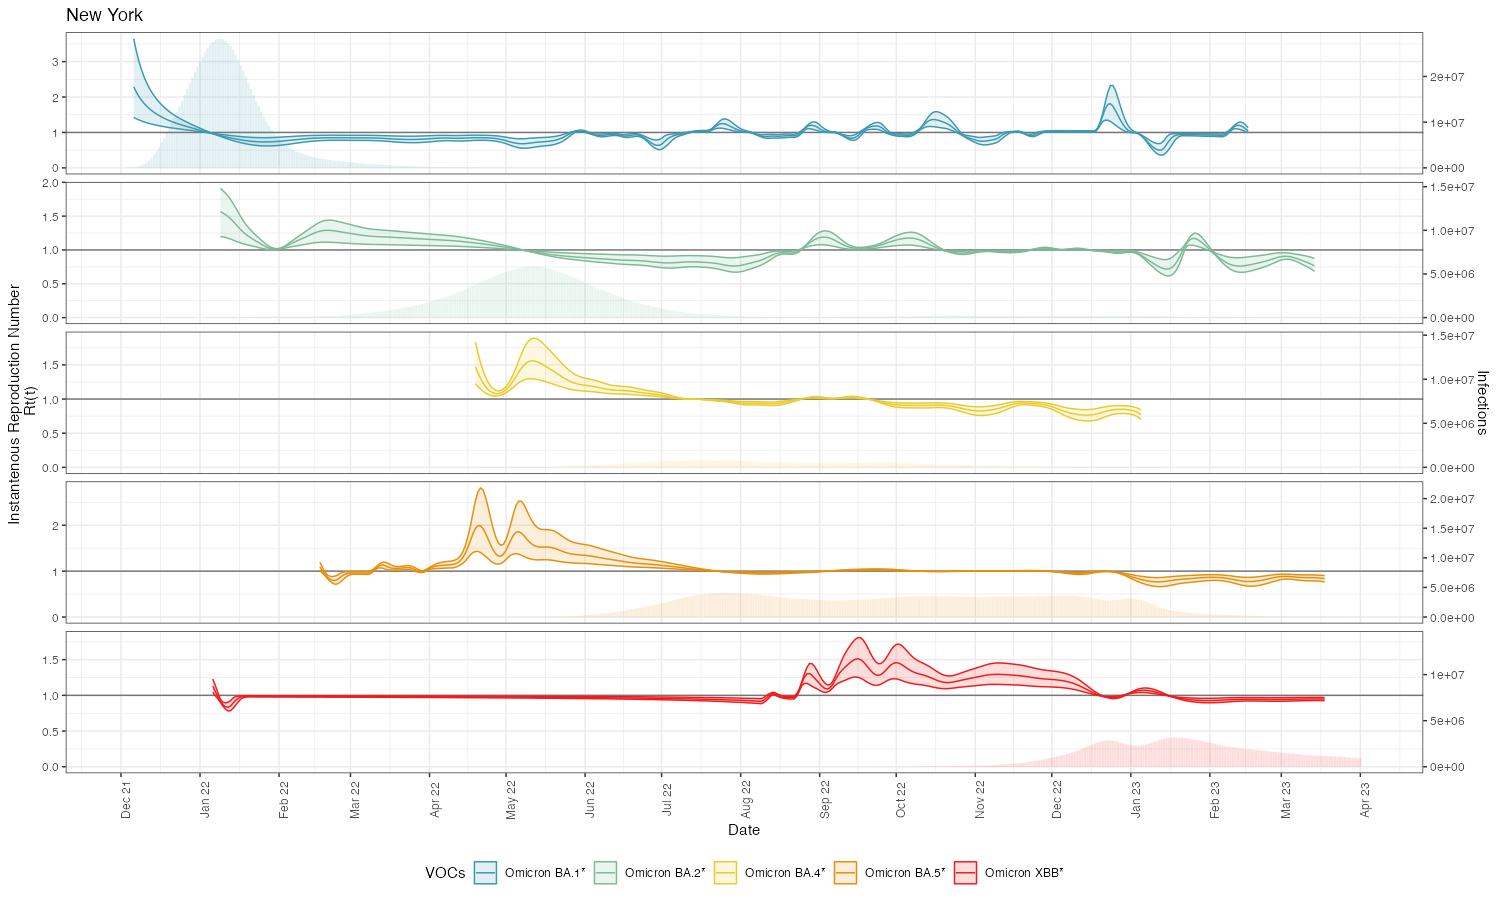 New York
3
2
1
0
2e+07
1e+07
0e+00
2.0
1.5
1.0
0.5
0.0
1.5e+07
1.0e+07
5.0e+06
0.0e+00
1.5
1.0
0.5
0.0
1.5e+07
1.0e+07
5.0e+06
0.0e+00
2
1
0
2.0e+07
1.5e+07
1.0e+07
5.0e+06
0.0e+00
1.5
1.0
0.5
0.0
1e+07
5e+06
0e+00
Instantenous Reproduction Number
Rt(t)
Infections
Dec 21
Jan 22
Feb 22
Mar 22
Apr 22
May 22
Jun 22
Jul 22
Aug 22
Sep 22
Oct 22
Nov 22
Dec 22
Jan 23
Feb 23
Mar 23
Apr 23
Date
VOCs Omicron BA.1* Omicron BA.2* Omicron BA.4* Omicron BA.5* Omicron XBB*